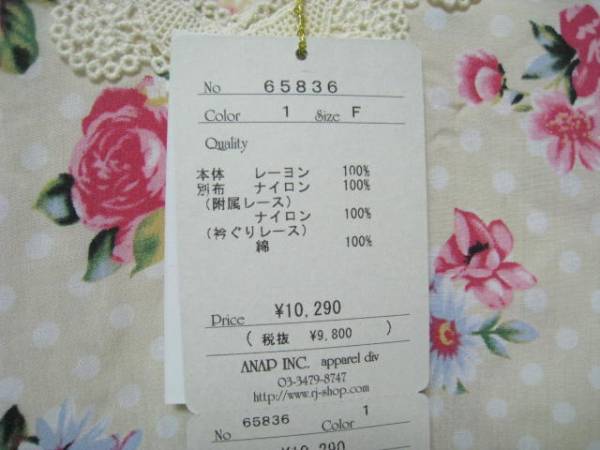 No 65836
Color 1 Size F
Quality
本体 レーヨン 100%
別布 ナイロン 100%
(附属レース)
ナイロン 100%
(衿ぐりレース)
綿 100%
Price ¥10,290
( 税抜 ¥9,800 )
ANAP INC. apparel div
03-3479-8747
http://www.rj-shop.com
65836 Color 1
No
¥10,290